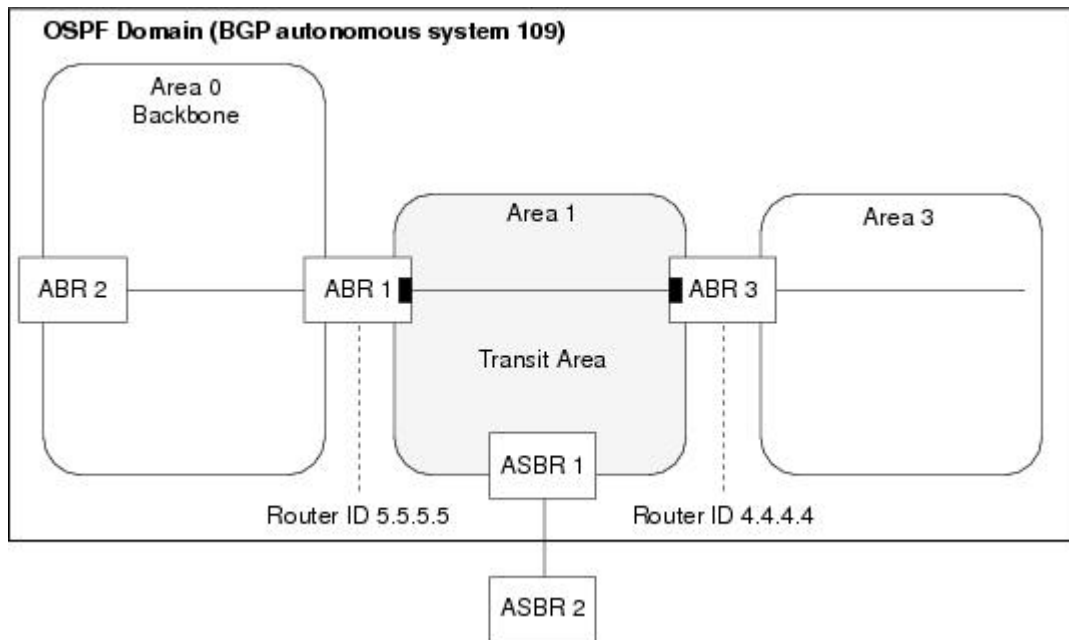 OSPF Domain (BGP autonomous system 109)
Area 0
Backbone
Area 1
Area 3
ABR 2
ABR 1
ABR 3
Transit Area
ASBR 1
Router ID 5.5.5.5
Router ID 4.4.4.4
ASBR 2